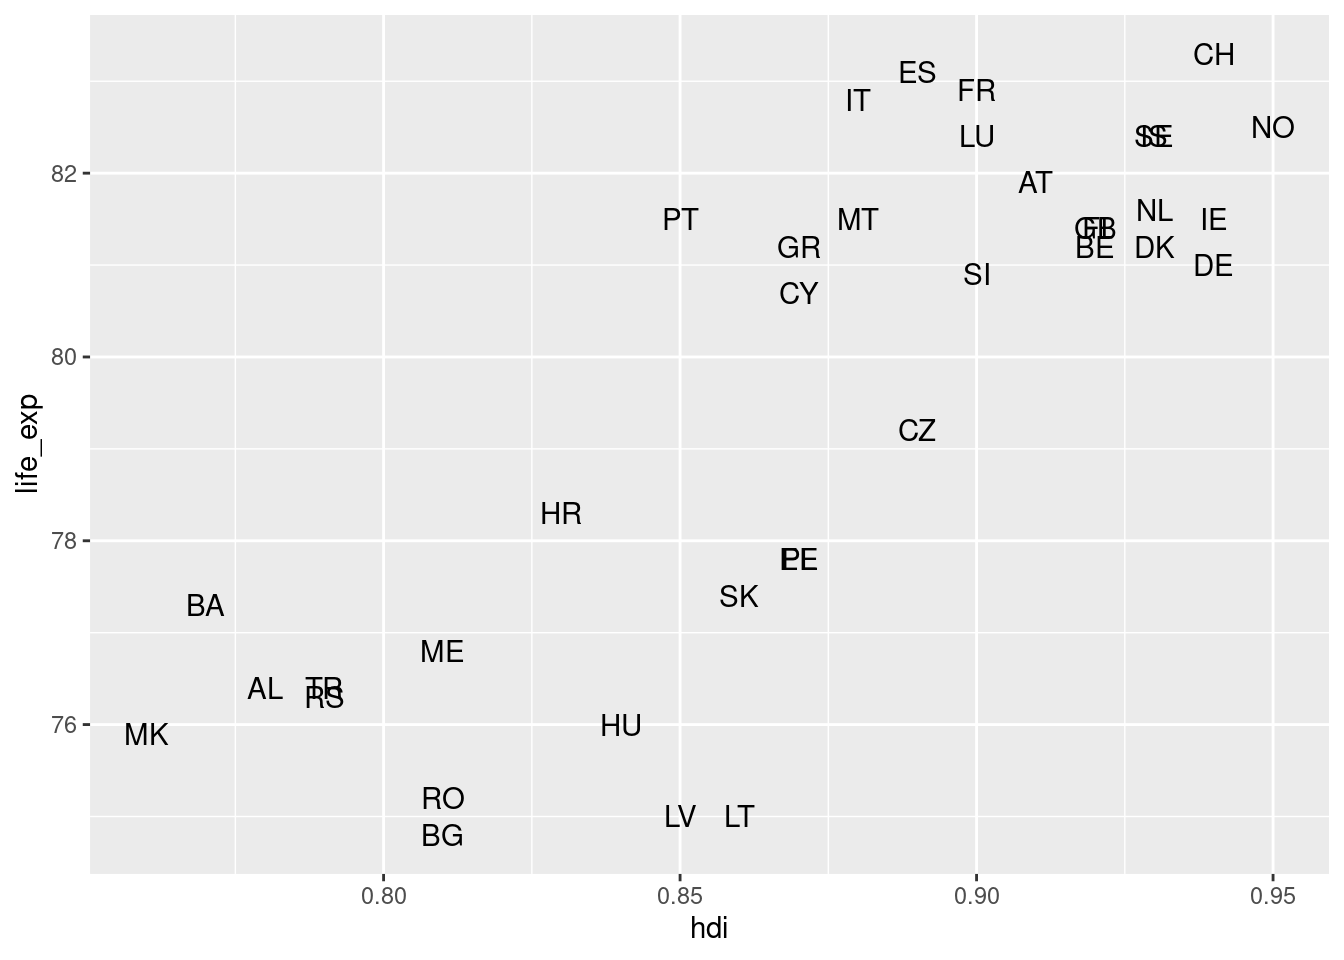 CH
ES
FR
IT
NO
LU
82
AT
NL
PT
MT
IE
GR
BE
DK
DE
SI
CY
80
life_exp
CZ
HR
78
SK
BA
ME
AL
TR
RS
HU
76
MK
RO
LV
LT
BG
0.80
0.85
0.90
0.95
hdi